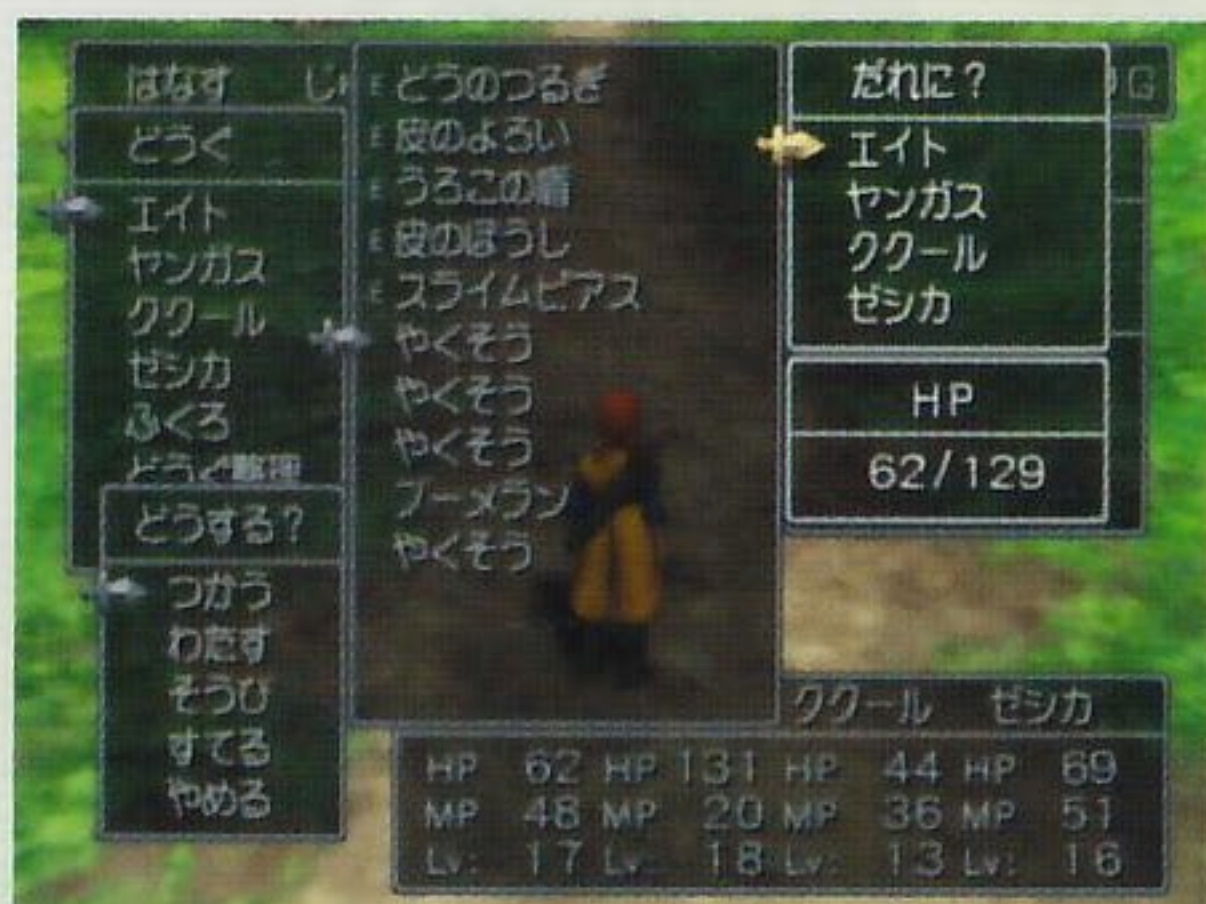 はなす
どうぐ
エイト
ヤンガス
ククール
ゼシカ
ふくろ
どうぐ整理
どうする？
つかう
わたす
そうび
すてる
やめる
E どうのつるぎ
E 皮のよろい
E うろこの盾
E 皮のぼうし
E スライムピアス
やくそう
やくそう
やくそう
ブーメラン
やくそう
G
だれに？
エイト
ヤンガス
ククール
ゼシカ
HP
62/129
ククール ゼシカ
HP 62 HP 131 HP 44 HP 69
MP 48 MP 20 MP 36 MP 51
Lv: 17 Lv: 18 Lv: 13 Lv: 16